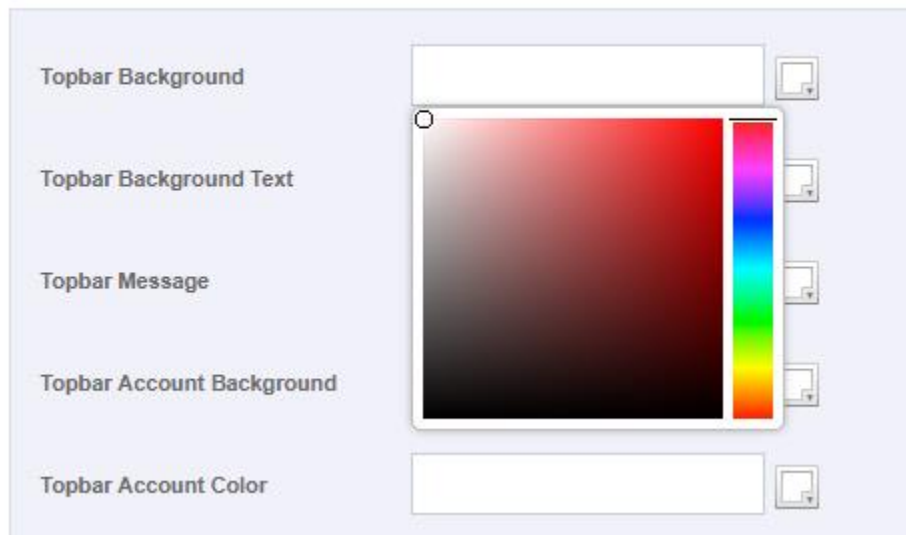 Topbar Background
Topbar Background Text
Topbar Message
Topbar Account Background
Topbar Account Color